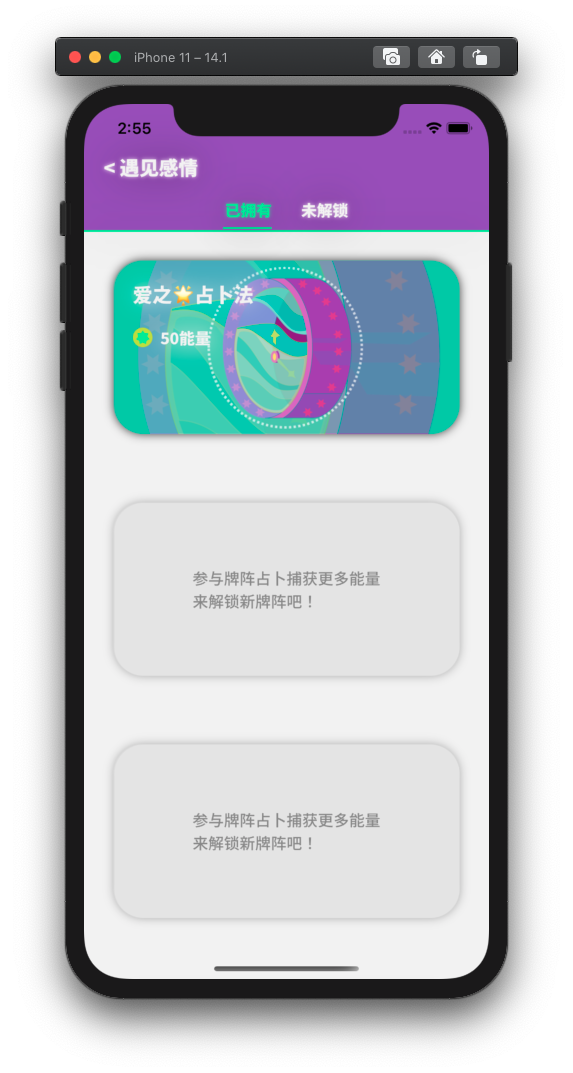 iPhone 11 – 14.1
2:55
< 遇见感情
已拥有 未解锁
爱之🌟占卜法
50能量
参与牌阵占卜捕获更多能量
来解锁新牌阵吧！
参与牌阵占卜捕获更多能量
来解锁新牌阵吧！